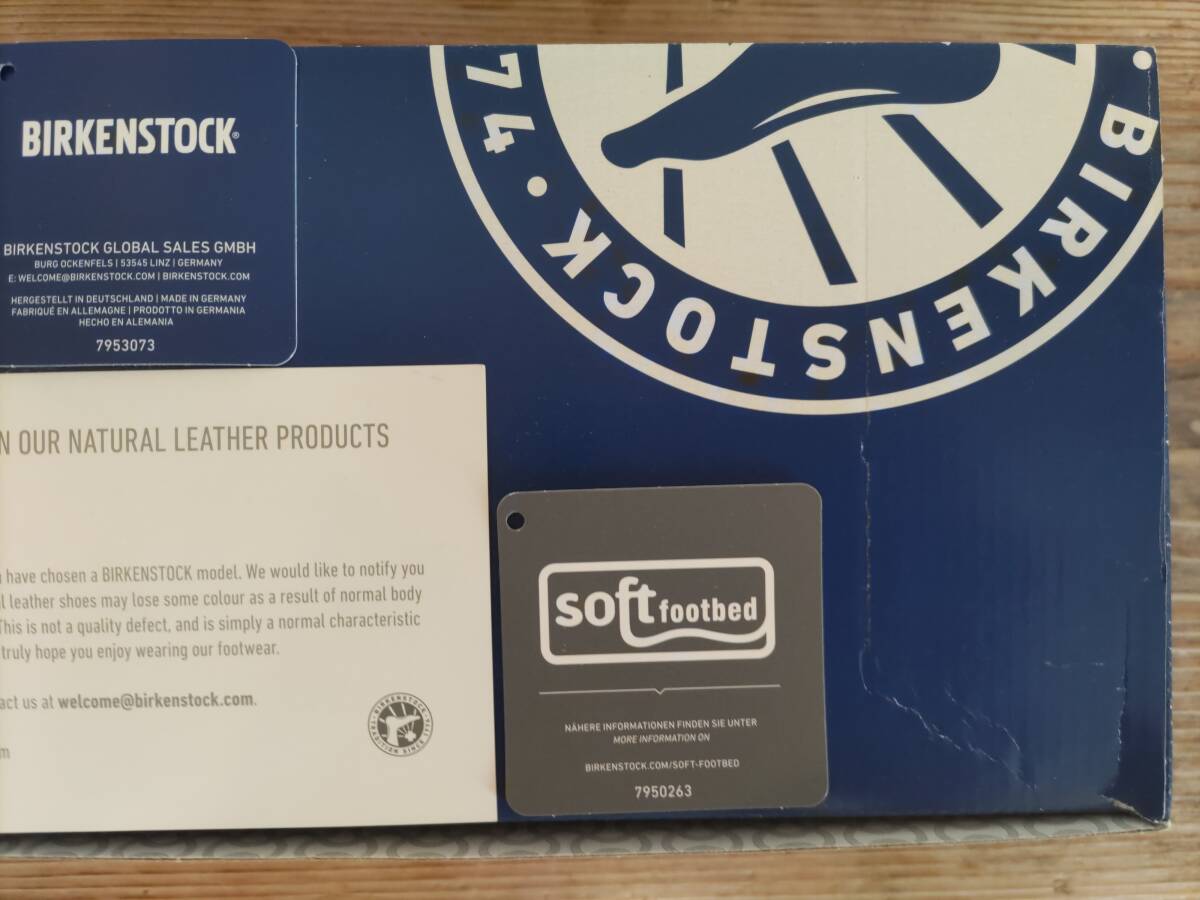 BIRKENSTOCK®
BIRKENSTOCK GLOBAL SALES GMBH
BURG OCKENFELS | 53545 LINZ | GERMANY
E: WELCOME@BIRKENSTOCK.COM | BIRKENSTOCK.COM
HERGESTELLT IN DEUTSCHLAND | MADE IN GERMANY
FABRIQUÉ EN ALLEMAGNE | PRODOTTO IN GERMANIA
HECHO EN ALEMANIA
7953073
74 • BIRKENSTOCK •
N OUR NATURAL LEATHER PRODUCTS
have chosen a BIRKENSTOCK model. We would like to notify you
l leather shoes may lose some colour as a result of normal body
This is not a quality defect, and is simply a normal characteristic
truly hope you enjoy wearing our footwear.
act us at welcome@birkenstock.com.
m
BIRKENSTOCK
TRADITION SINCE 1774
soft footbed
NÄHERE INFORMATIONEN FINDEN SIE UNTER
MORE INFORMATION ON
BIRKENSTOCK.COM/SOFT-FOOTBED
7950263